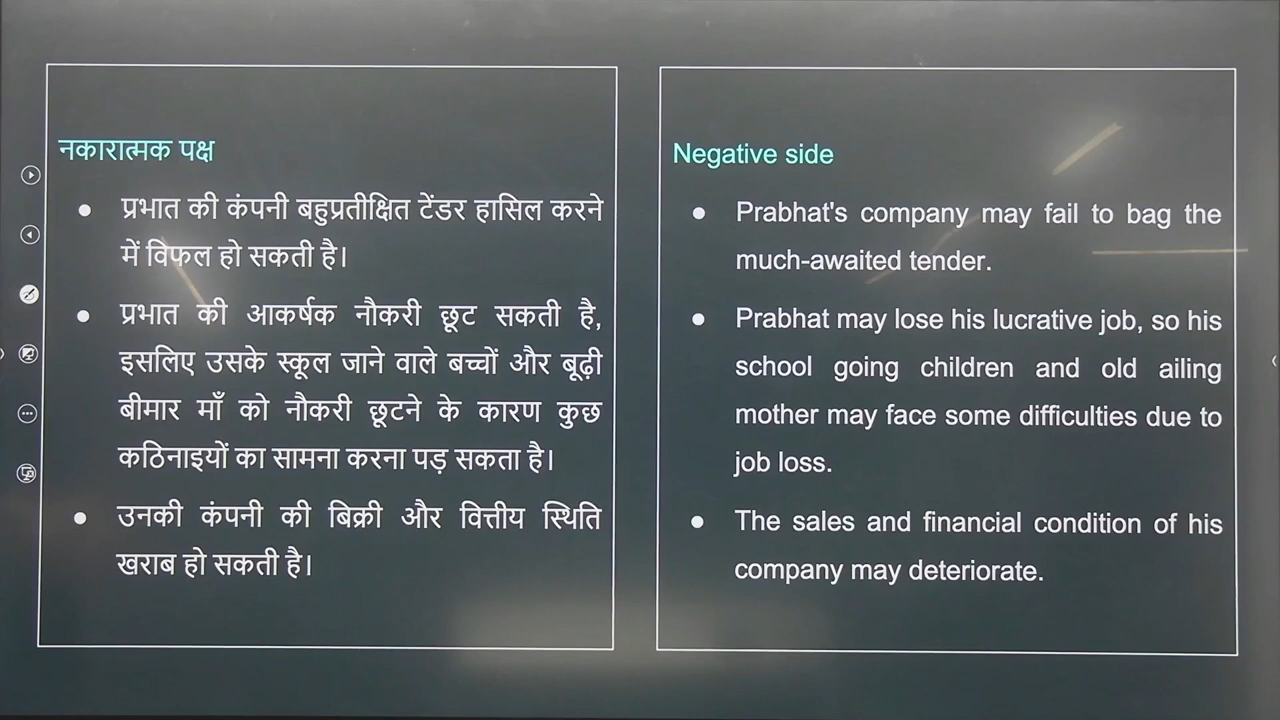 नकारात्मक पक्ष
प्रभात की कंपनी बहुप्रतीक्षित टेंडर हासिल करने
में विफल हो सकती है।
प्रभात की आकर्षक नौकरी छूट सकती है,
इसलिए उसके स्कूल जाने वाले बच्चों और बूढ़ी
बीमार माँ को नौकरी छूटने के कारण कुछ
कठिनाइयों का सामना करना पड़ सकता है।
उनकी कंपनी की बिक्री और वित्तीय स्थिति
खराब हो सकती है।
Negative side
Prabhat's company may fail to bag the
much-awaited tender.
Prabhat may lose his lucrative job, so his
school going children and old ailing
mother may face some difficulties due to
job loss.
The sales and financial condition of his
company may deteriorate.